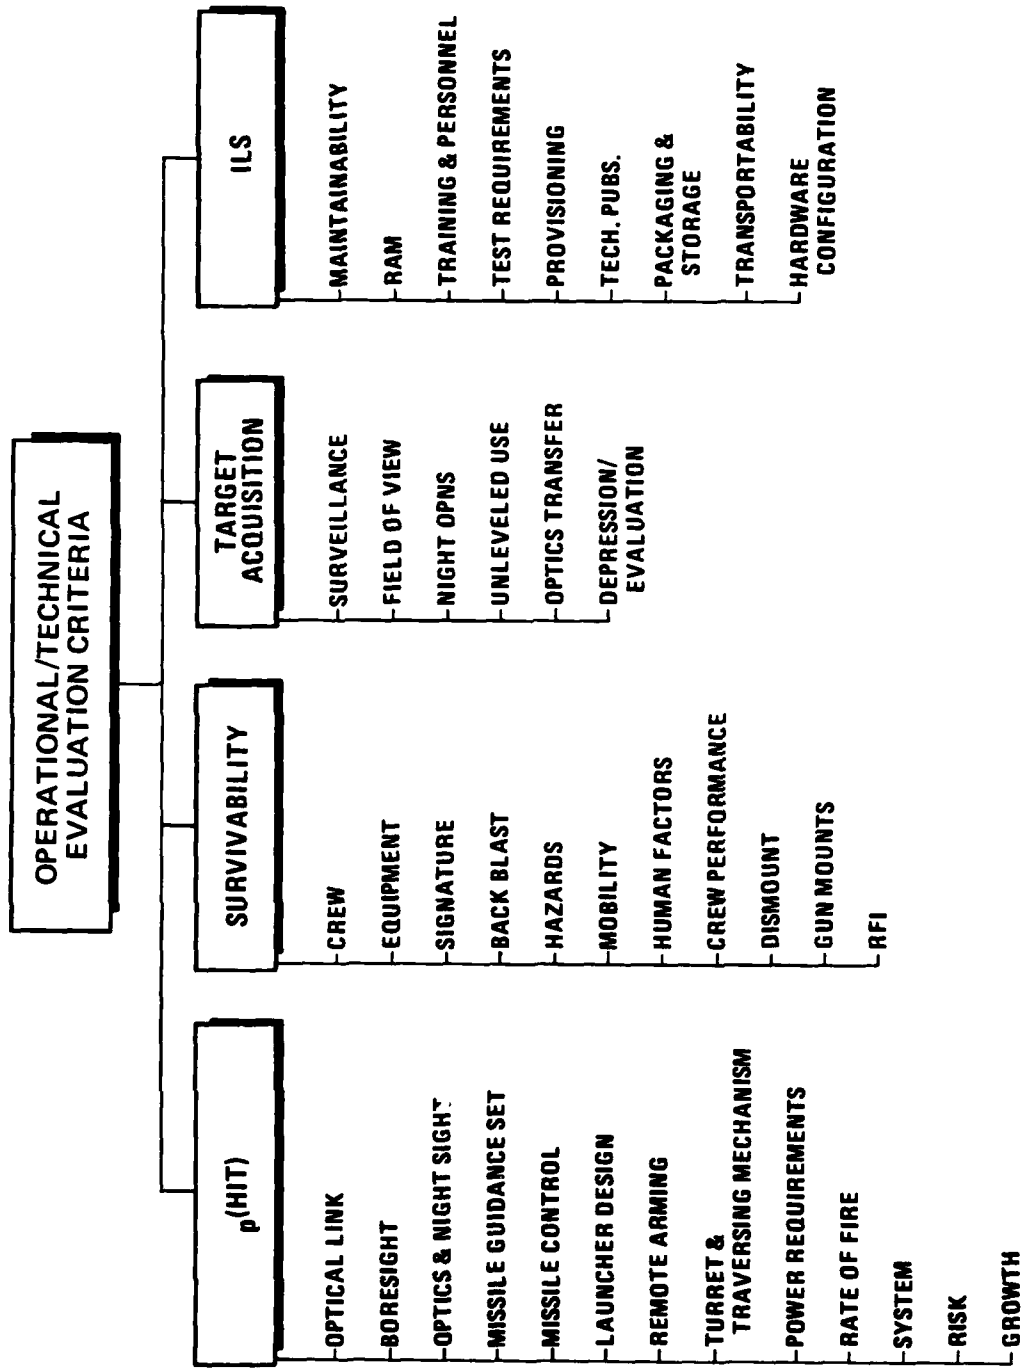 OPERATIONAL/TECHNICAL
EVALUATION CRITERIA
p(HIT)
OPTICAL LINK
BORESIGHT
OPTICS & NIGHT SIGHT
MISSILE GUIDANCE SET
MISSILE CONTROL
LAUNCHER DESIGN
REMOTE ARMING
TURRET &
TRAVERSING MECHANISM
POWER REQUIREMENTS
RATE OF FIRE
SYSTEM
RISK
GROWTH
SURVIVABILITY
CREW
EQUIPMENT
SIGNATURE
BACK BLAST
HAZARDS
MOBILITY
HUMAN FACTORS
CREW PERFORMANCE
DISMOUNT
GUN MOUNTS
RFI
TARGET
ACQUISITION
SURVEILLANCE
FIELD OF VIEW
NIGHT OPNS
UNLEVELED USE
OPTICS TRANSFER
DEPRESSION/
EVALUATION
ILS
MAINTAINABILITY
RAM
TRAINING & PERSONNEL
TEST REQUIREMENTS
PROVISIONING
TECH. PUBS.
PACKAGING &
STORAGE
TRANSPORTABILITY
HARDWARE
CONFIGURATION